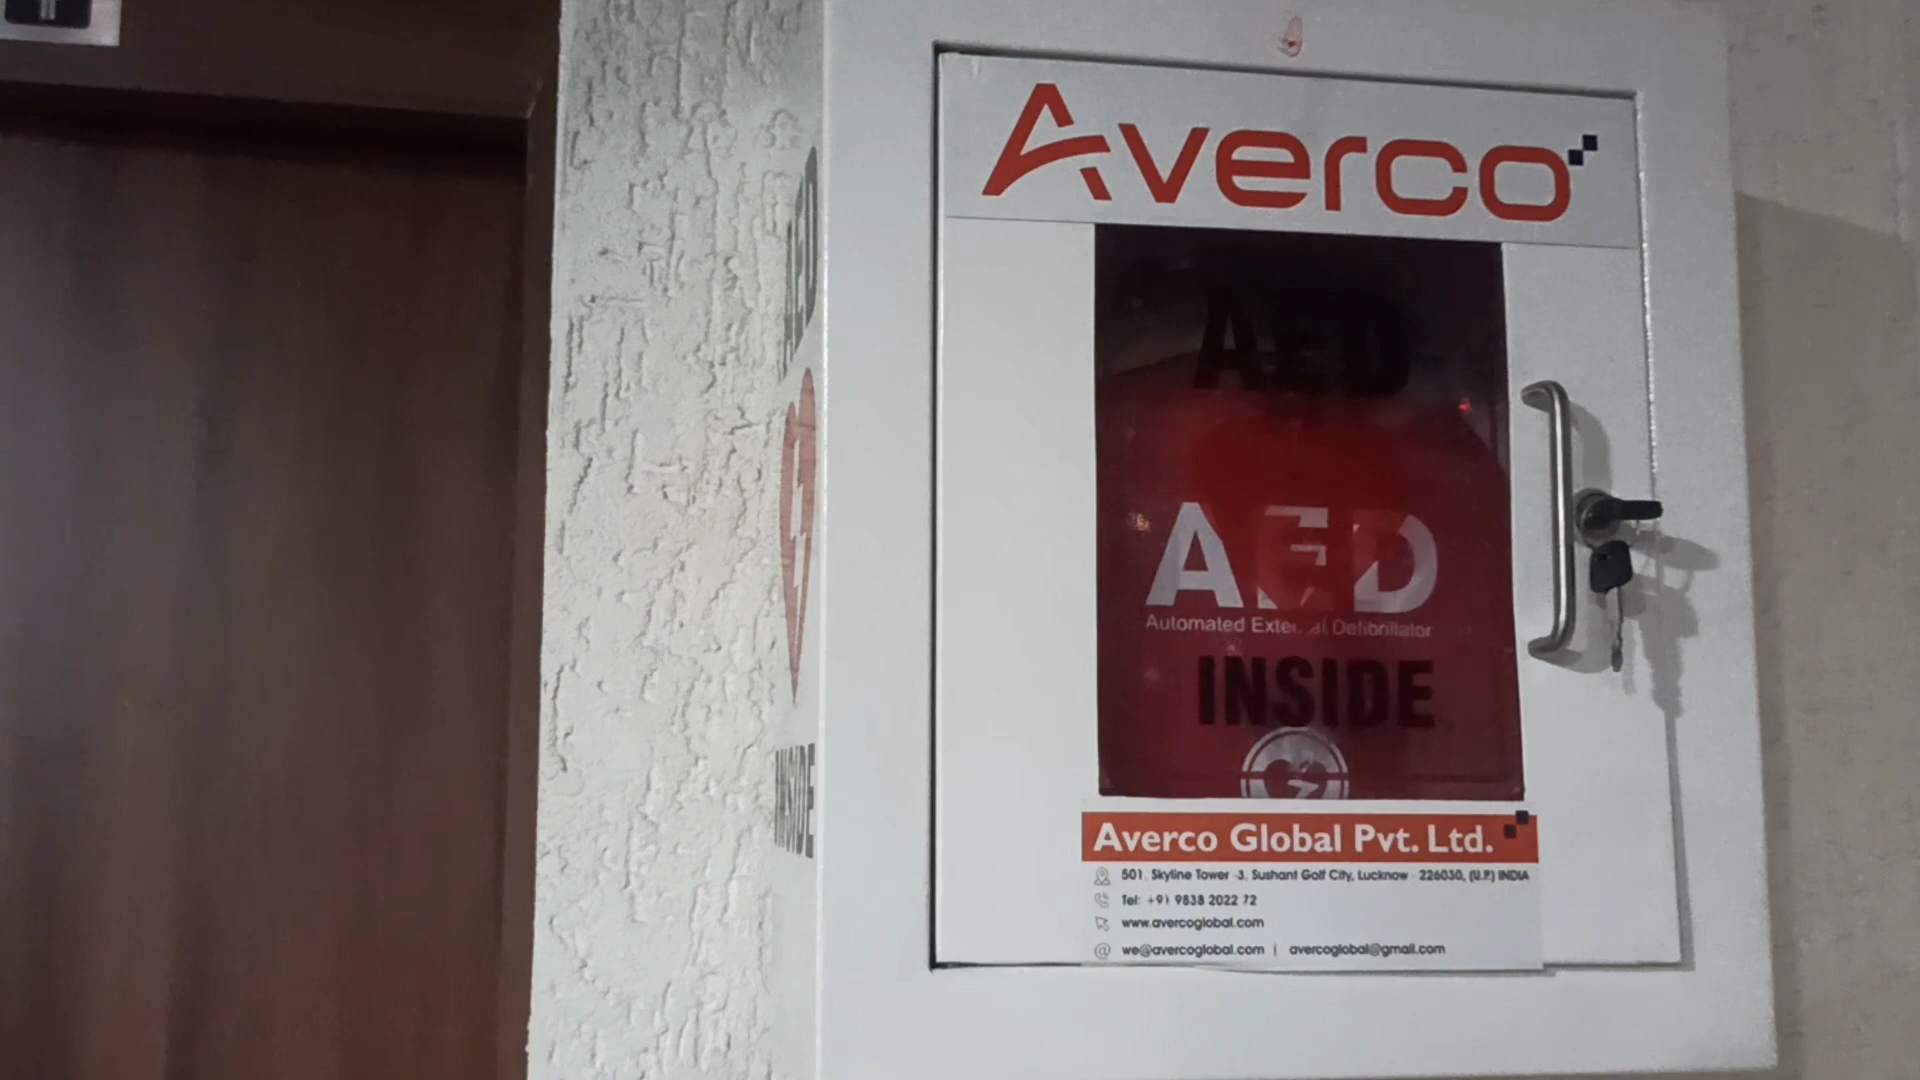 Averco
AED
AED
Automated External Defibrillator
INSIDE
AED
INSIDE
Averco Global Pvt. Ltd.
501, Skyline Tower -3, Sushant Golf City, Lucknow - 226030, (U.P.) INDIA
Tel: +91 9838 2022 72
www.avercoglobal.com
we@avercoglobal.com | avercoglobal@gmail.com